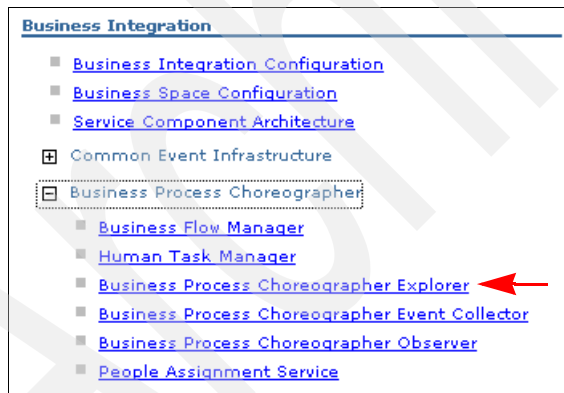 Business Integration
Business Integration Configuration
Business Space Configuration
Service Component Architecture
Common Event Infrastructure
Business Process Choreographer
Business Flow Manager
Human Task Manager
Business Process Choreographer Explorer
Business Process Choreographer Event Collector
Business Process Choreographer Observer
People Assignment Service